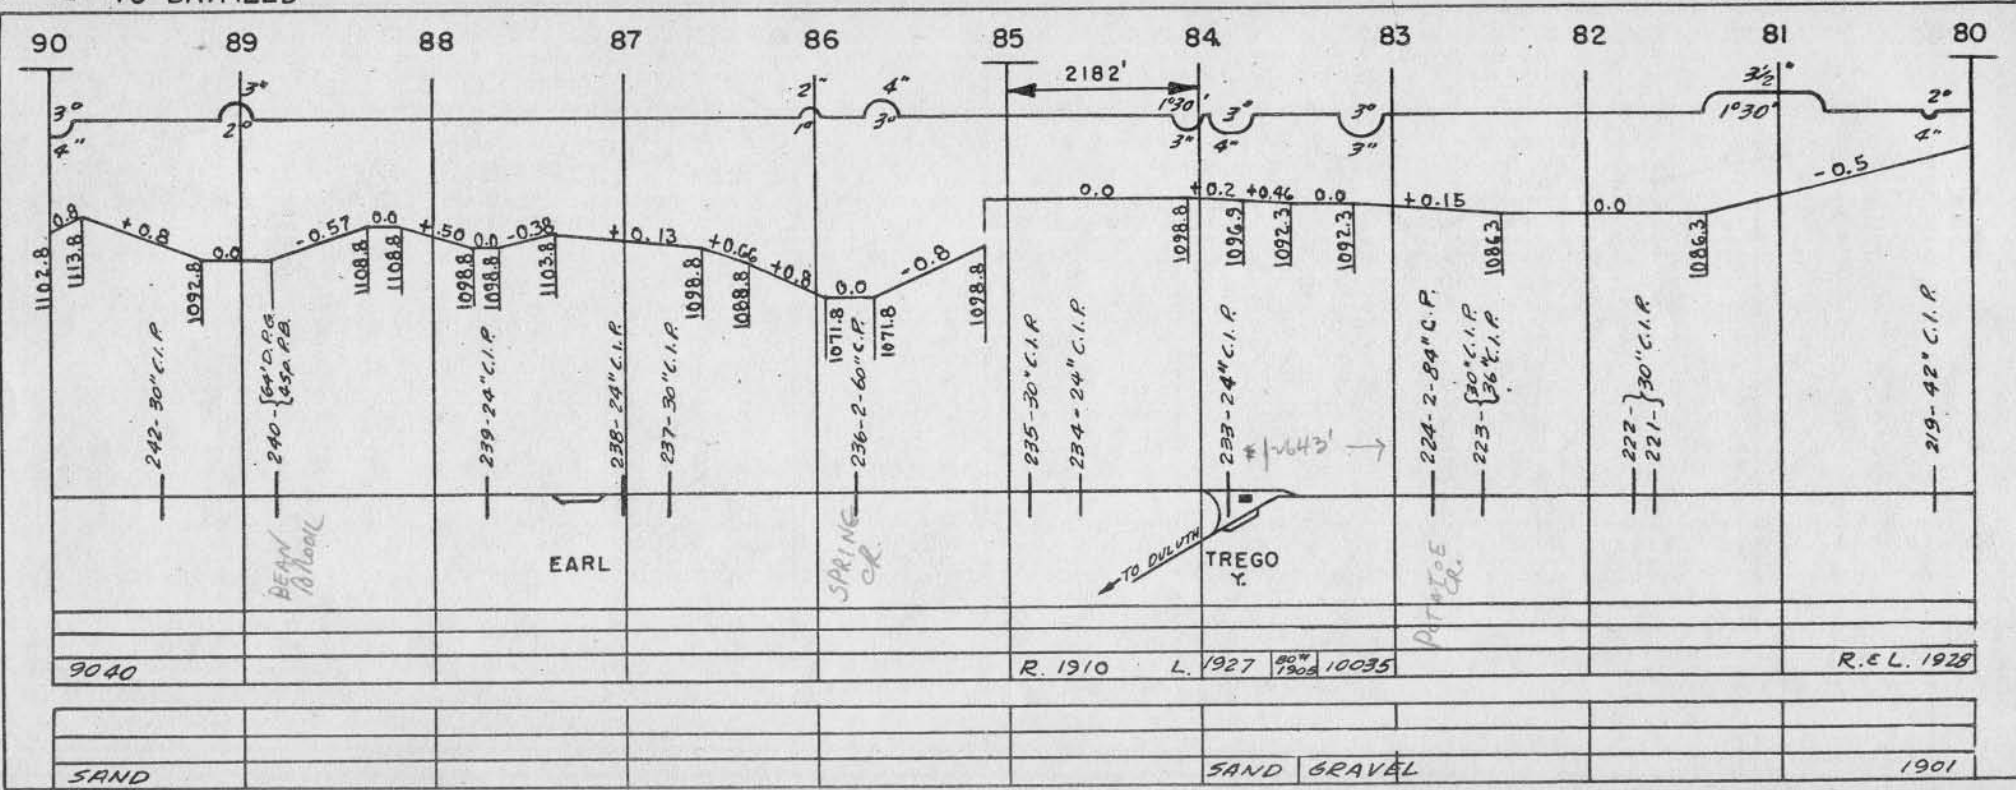 90 89 88 87 86 85 84 83 82 81 80
2182'
3° 4" 3" 2° 2" 1° 4" 3° 1°30' 3" 3° 4" 3° 3" 3½" 1°30' 2° 4"
0.8 +0.8 0.0 -0.57 0.0 +.50 0.0 -0.38 +0.13 +0.66 +0.8 0.0 -0.8 0.0 +0.2 +0.46 0.0 +0.15 0.0 -0.5
1102.8 1113.8 1092.8 1108.8 1108.8 1098.8 1098.8 1103.8 1098.8 1088.8 1071.8 1071.8 1098.8 1098.8 1096.9 1092.3 1092.3 1086.3 1086.3
242-30" C.I.P.
240-{64' D.P.G.
{4sp. P.B.
239-24" C.I.P.
238-24" C.I.P.
237-30" C.I.P.
236-2-60" C.P.
235-30" C.I.P.
234-24" C.I.P.
233-24" C.I.P.
224-2-84" C.P.
223-{30" C.I.P.
{36" C.I.P.
222-}
221-}30" C.I.P.
219-42" C.I.P.
BEAN
BROOK
EARL
SPRING
CR.
TO DULUTH
TREGO
Y.
POTATOE
CR.
9040
R. 1910 L. 1927 80# 1905 10035 R. & L. 1928
SAND SAND GRAVEL 1901